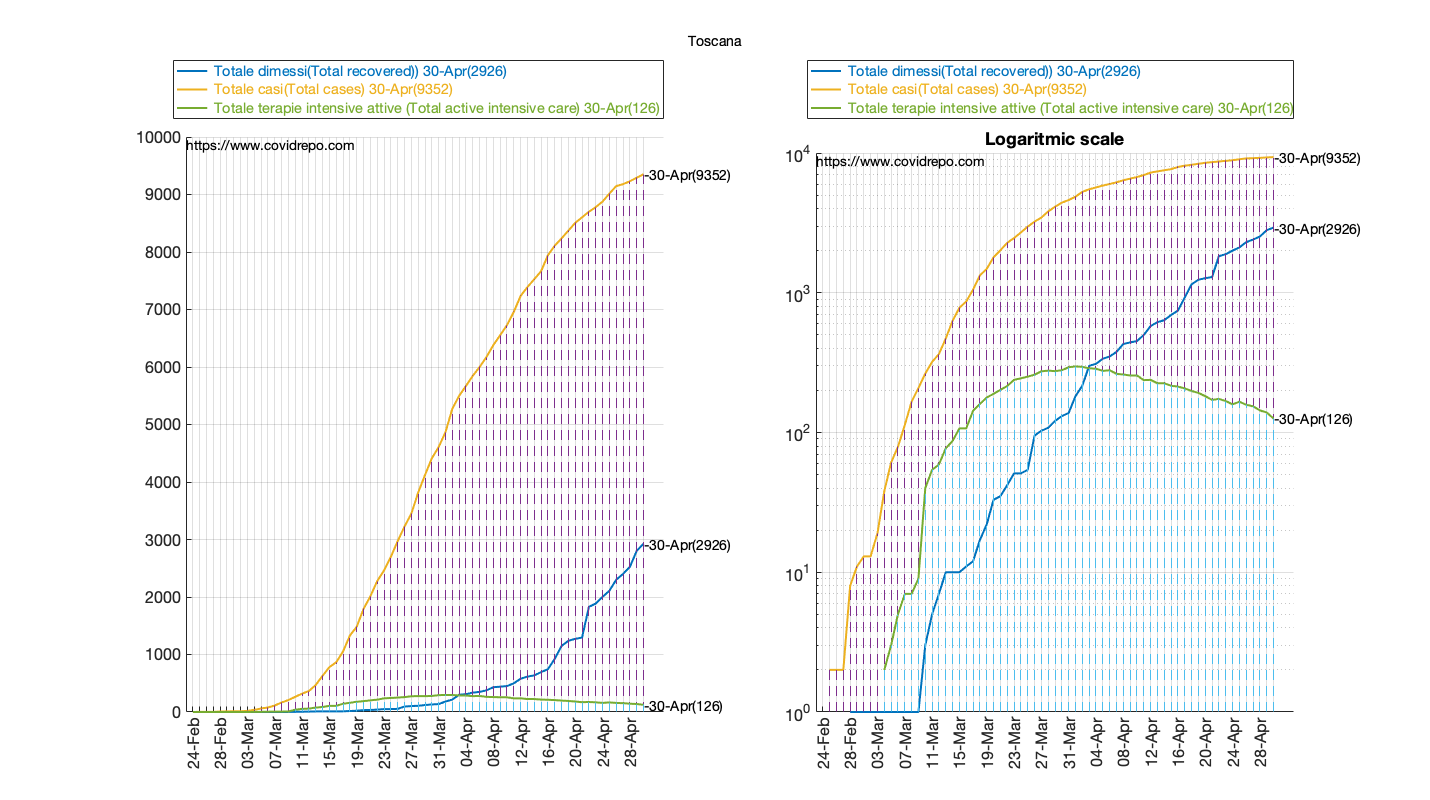 Toscana
Totale dimessi(Total recovered)) 30-Apr(2926)
Totale casi(Total cases) 30-Apr(9352)
Totale terapie intensive attive (Total active intensive care) 30-Apr(126)
https://www.covidrepo.com
10000
9000
8000
7000
6000
5000
4000
3000
2000
1000
0
-30-Apr(9352)
-30-Apr(2926)
-30-Apr(126)
24-Feb
28-Feb
03-Mar
07-Mar
11-Mar
15-Mar
19-Mar
23-Mar
27-Mar
31-Mar
04-Apr
08-Apr
12-Apr
16-Apr
20-Apr
24-Apr
28-Apr
Totale dimessi(Total recovered)) 30-Apr(2926)
Totale casi(Total cases) 30-Apr(9352)
Totale terapie intensive attive (Total active intensive care) 30-Apr(126)
Logaritmic scale
https://www.covidrepo.com
10^4
10^3
10^2
10^1
10^0
-30-Apr(9352)
-30-Apr(2926)
-30-Apr(126)
24-Feb
28-Feb
03-Mar
07-Mar
11-Mar
15-Mar
19-Mar
23-Mar
27-Mar
31-Mar
04-Apr
08-Apr
12-Apr
16-Apr
20-Apr
24-Apr
28-Apr